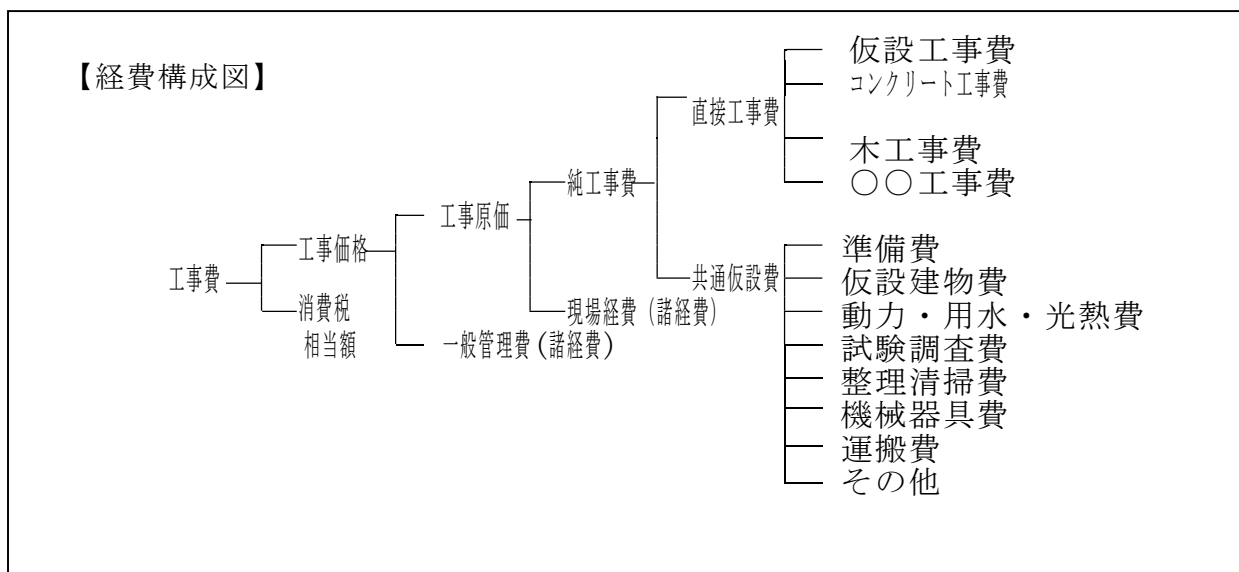 【経費構成図】
工事費
工事価格
消費税
相当額
工事原価
一般管理費(諸経費)
純工事費
現場経費(諸経費)
直接工事費
共通仮設費
仮設工事費
コンクリート工事費
木工事費
○○工事費
準備費
仮設建物費
動力・用水・光熱費
試験調査費
整理清掃費
機械器具費
運搬費
その他